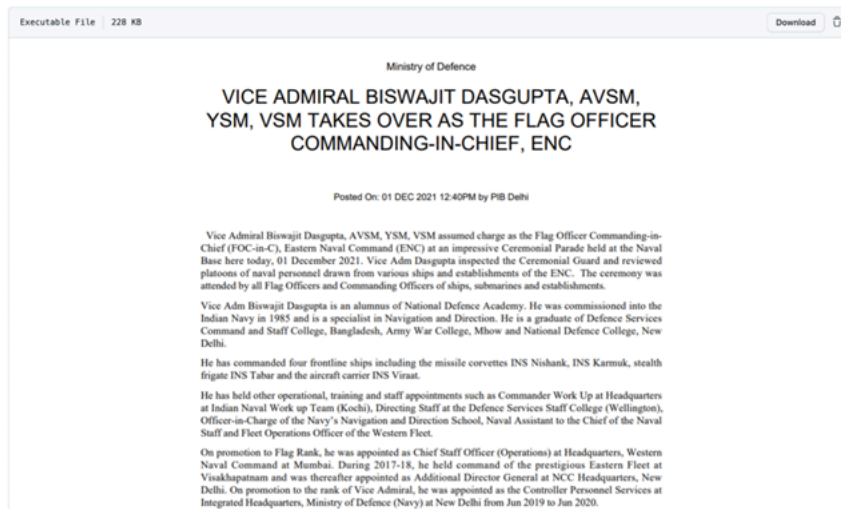 Executable File 228 KB Download
Ministry of Defence
VICE ADMIRAL BISWAJIT DASGUPTA, AVSM,
YSM, VSM TAKES OVER AS THE FLAG OFFICER
COMMANDING-IN-CHIEF, ENC
Posted On: 01 DEC 2021 12:40PM by PIB Delhi
Vice Admiral Biswajit Dasgupta, AVSM, YSM, VSM assumed charge as the Flag Officer Commanding-in-
Chief (FOC-in-C), Eastern Naval Command (ENC) at an impressive Ceremonial Parade held at the Naval
Base here today, 01 December 2021. Vice Adm Dasgupta inspected the Ceremonial Guard and reviewed
platoons of naval personnel drawn from various ships and establishments of the ENC. The ceremony was
attended by all Flag Officers and Commanding Officers of ships, submarines and establishments.
Vice Adm Biswajit Dasgupta is an alumnus of National Defence Academy. He was commissioned into the
Indian Navy in 1985 and is a specialist in Navigation and Direction. He is a graduate of Defence Services
Command and Staff College, Bangladesh, Army War College, Mhow and National Defence College, New
Delhi.
He has commanded four frontline ships including the missile corvettes INS Nishank, INS Karmuk, stealth
frigate INS Tabar and the aircraft carrier INS Viraat.
He has held other operational, training and staff appointments such as Commander Work Up at Headquarters
at Indian Naval Work up Team (Kochi), Directing Staff at the Defence Services Staff College (Wellington),
Officer-in-Charge of the Navy's Navigation and Direction School, Naval Assistant to the Chief of the Naval
Staff and Fleet Operations Officer of the Western Fleet.
On promotion to Flag Rank, he was appointed as Chief Staff Officer (Operations) at Headquarters, Western
Naval Command at Mumbai. During 2017-18, he held command of the prestigious Eastern Fleet at
Visakhapatnam and was thereafter appointed as Additional Director General at NCC Headquarters, New
Delhi. On promotion to the rank of Vice Admiral, he was appointed as the Controller Personnel Services at
Integrated Headquarters, Ministry of Defence (Navy) at New Delhi from Jun 2019 to Jun 2020.